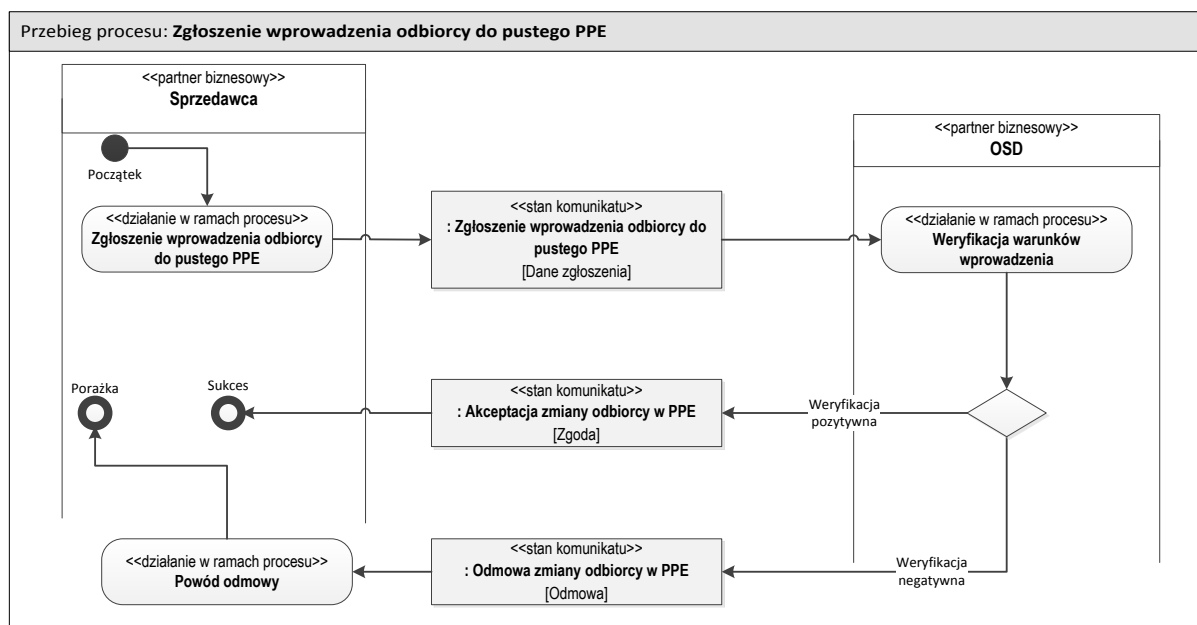 Przebieg procesu: Zgłoszenie wprowadzenia odbiorcy do pustego PPE
<<partner biznesowy>>
Sprzedawca
<<partner biznesowy>>
OSD
Początek
<<działanie w ramach procesu>>
Zgłoszenie wprowadzenia odbiorcy
do pustego PPE
<<stan komunikatu>>
: Zgłoszenie wprowadzenia odbiorcy do
pustego PPE
[Dane zgłoszenia]
<<działanie w ramach procesu>>
Weryfikacja warunków
wprowadzenia
Porażka
Sukces
<<stan komunikatu>>
: Akceptacja zmiany odbiorcy w PPE
[Zgoda]
Weryfikacja
pozytywna
<<działanie w ramach procesu>>
Powód odmowy
<<stan komunikatu>>
: Odmowa zmiany odbiorcy w PPE
[Odmowa]
Weryfikacja
negatywna